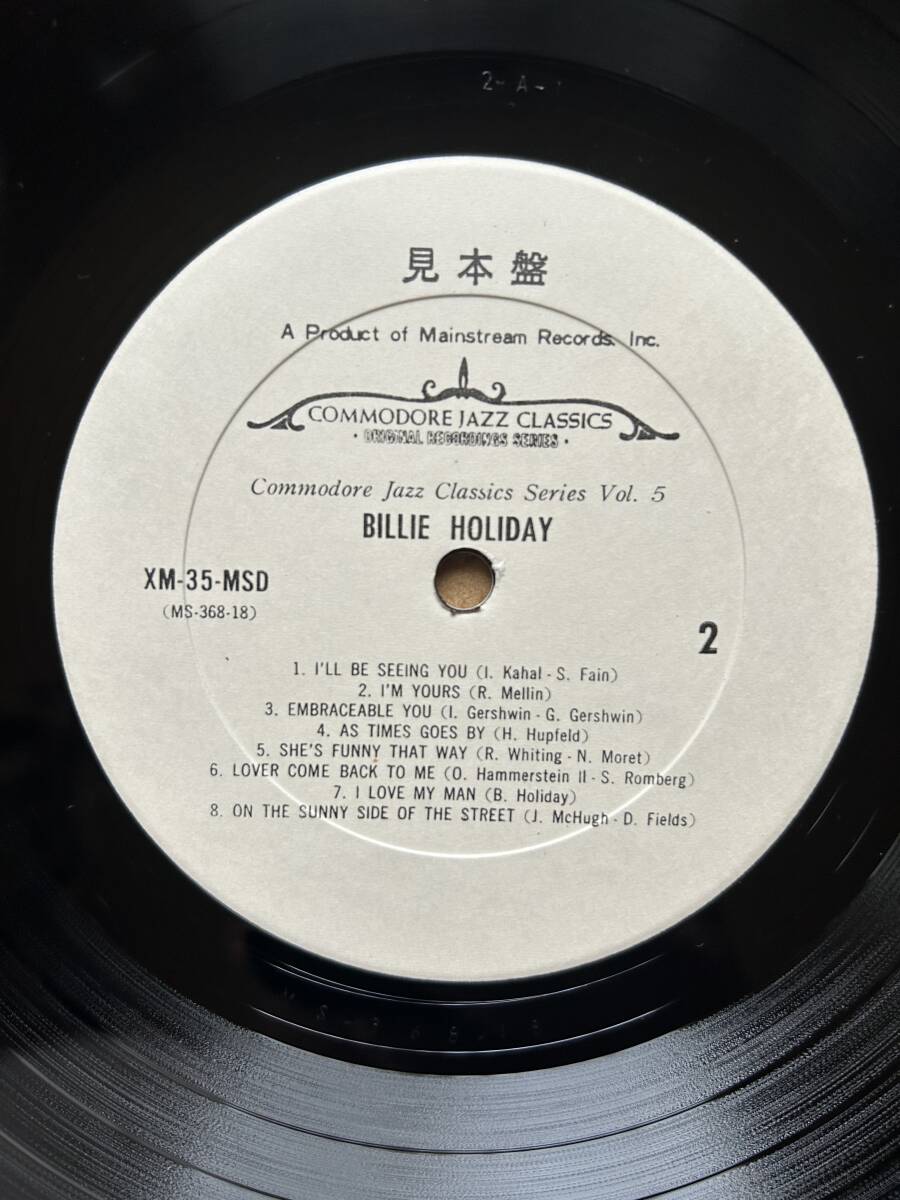 2-A-
見本盤
A Product of Mainstream Records. Inc.
COMMODORE JAZZ CLASSICS
· ORIGINAL RECORDINGS SERIES ·
Commodore Jazz Classics Series Vol. 5
BILLIE HOLIDAY
XM-35-MSD
(MS-368-18)
2
1. I'LL BE SEEING YOU (I. Kahal - S. Fain)
2. I'M YOURS (R. Mellin)
3. EMBRACEABLE YOU (I. Gershwin - G. Gershwin)
4. AS TIMES GOES BY (H. Hupfeld)
5. SHE'S FUNNY THAT WAY (R. Whiting - N. Moret)
6. LOVER COME BACK TO ME (O. Hammerstein II - S. Romberg)
7. I LOVE MY MAN (B. Holiday)
8. ON THE SUNNY SIDE OF THE STREET (J. McHugh - D. Fields)